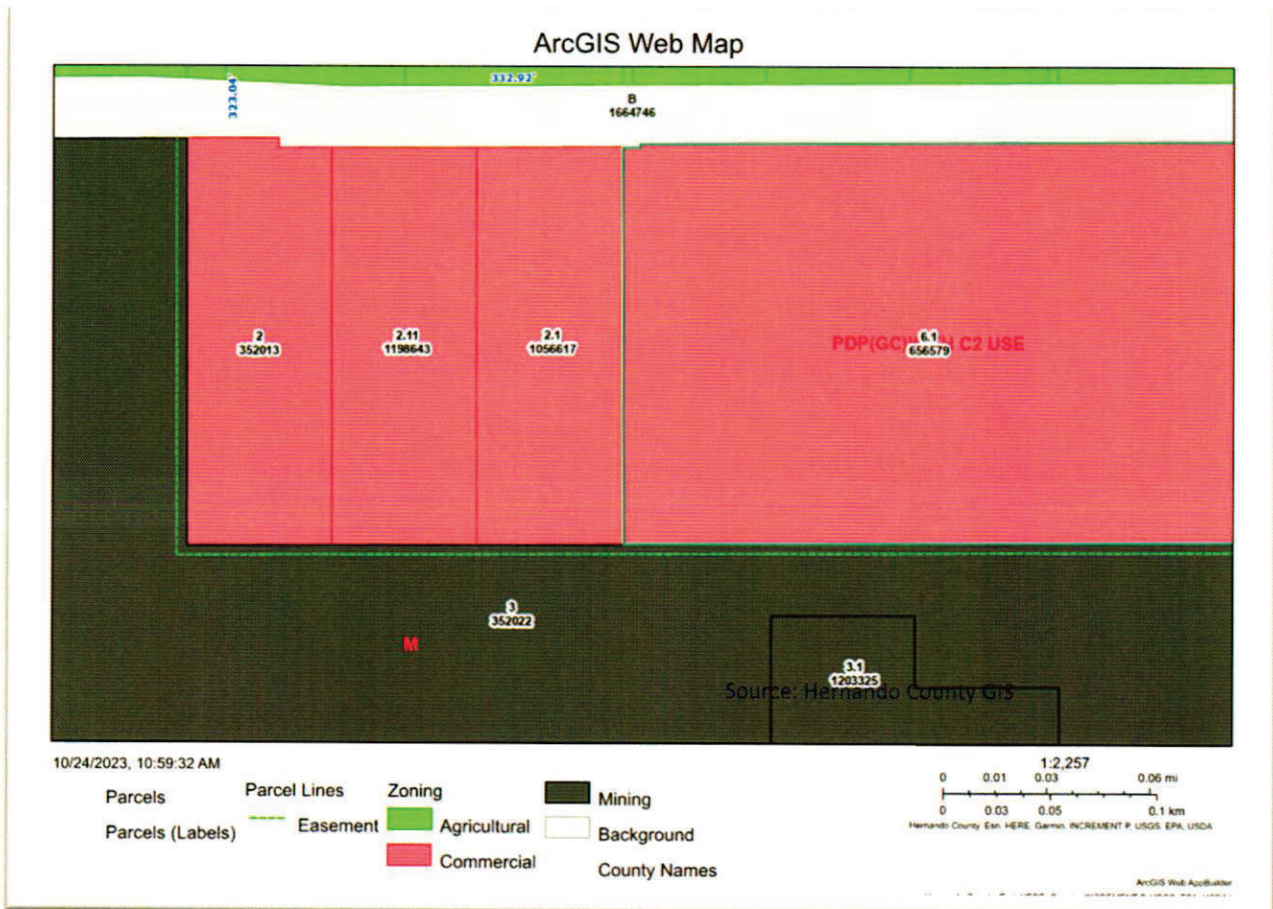 ArcGIS Web Map
323.04'
332.92'
B
1664746
2
352013
2.11
1198643
2.1
1056617
6.1
656579
PDP(GC) C2 USE
3
352022
M
3.1
1203325
Source: Hernando County GIS
10/24/2023, 10:59:32 AM
Parcels
Parcels (Labels)
Parcel Lines
Easement
Zoning
Agricultural
Commercial
Mining
Background
County Names
1:2,257
0 0.01 0.03 0.06 mi
0 0.03 0.05 0.1 km
Hernando County, Esri, HERE, Garmin, INCREMENT P, USGS, EPA, USDA
ArcGIS Web AppBuilder